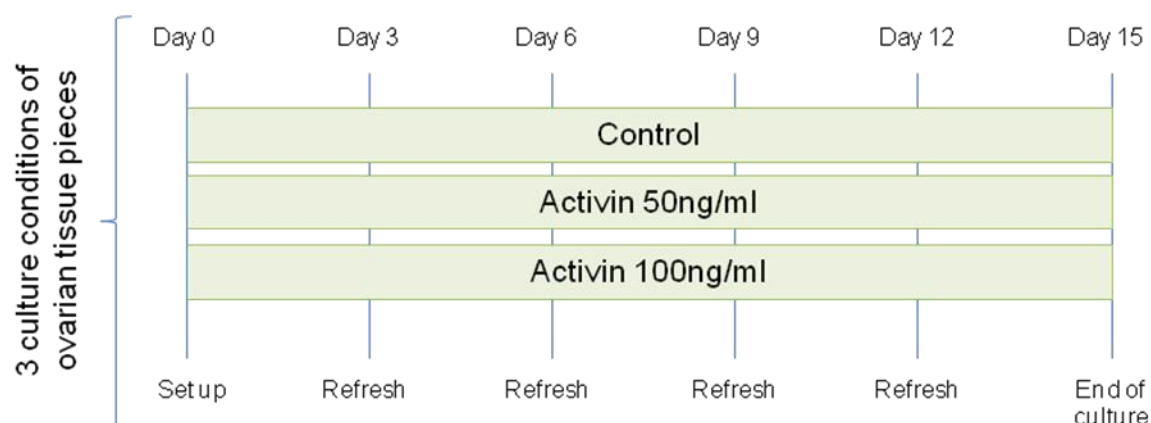 3 culture conditions of
ovarian tissue pieces
Day 0 Day 3 Day 6 Day 9 Day 12 Day 15
Control
Activin 50ng/ml
Activin 100ng/ml
Set up Refresh Refresh Refresh Refresh End of
culture